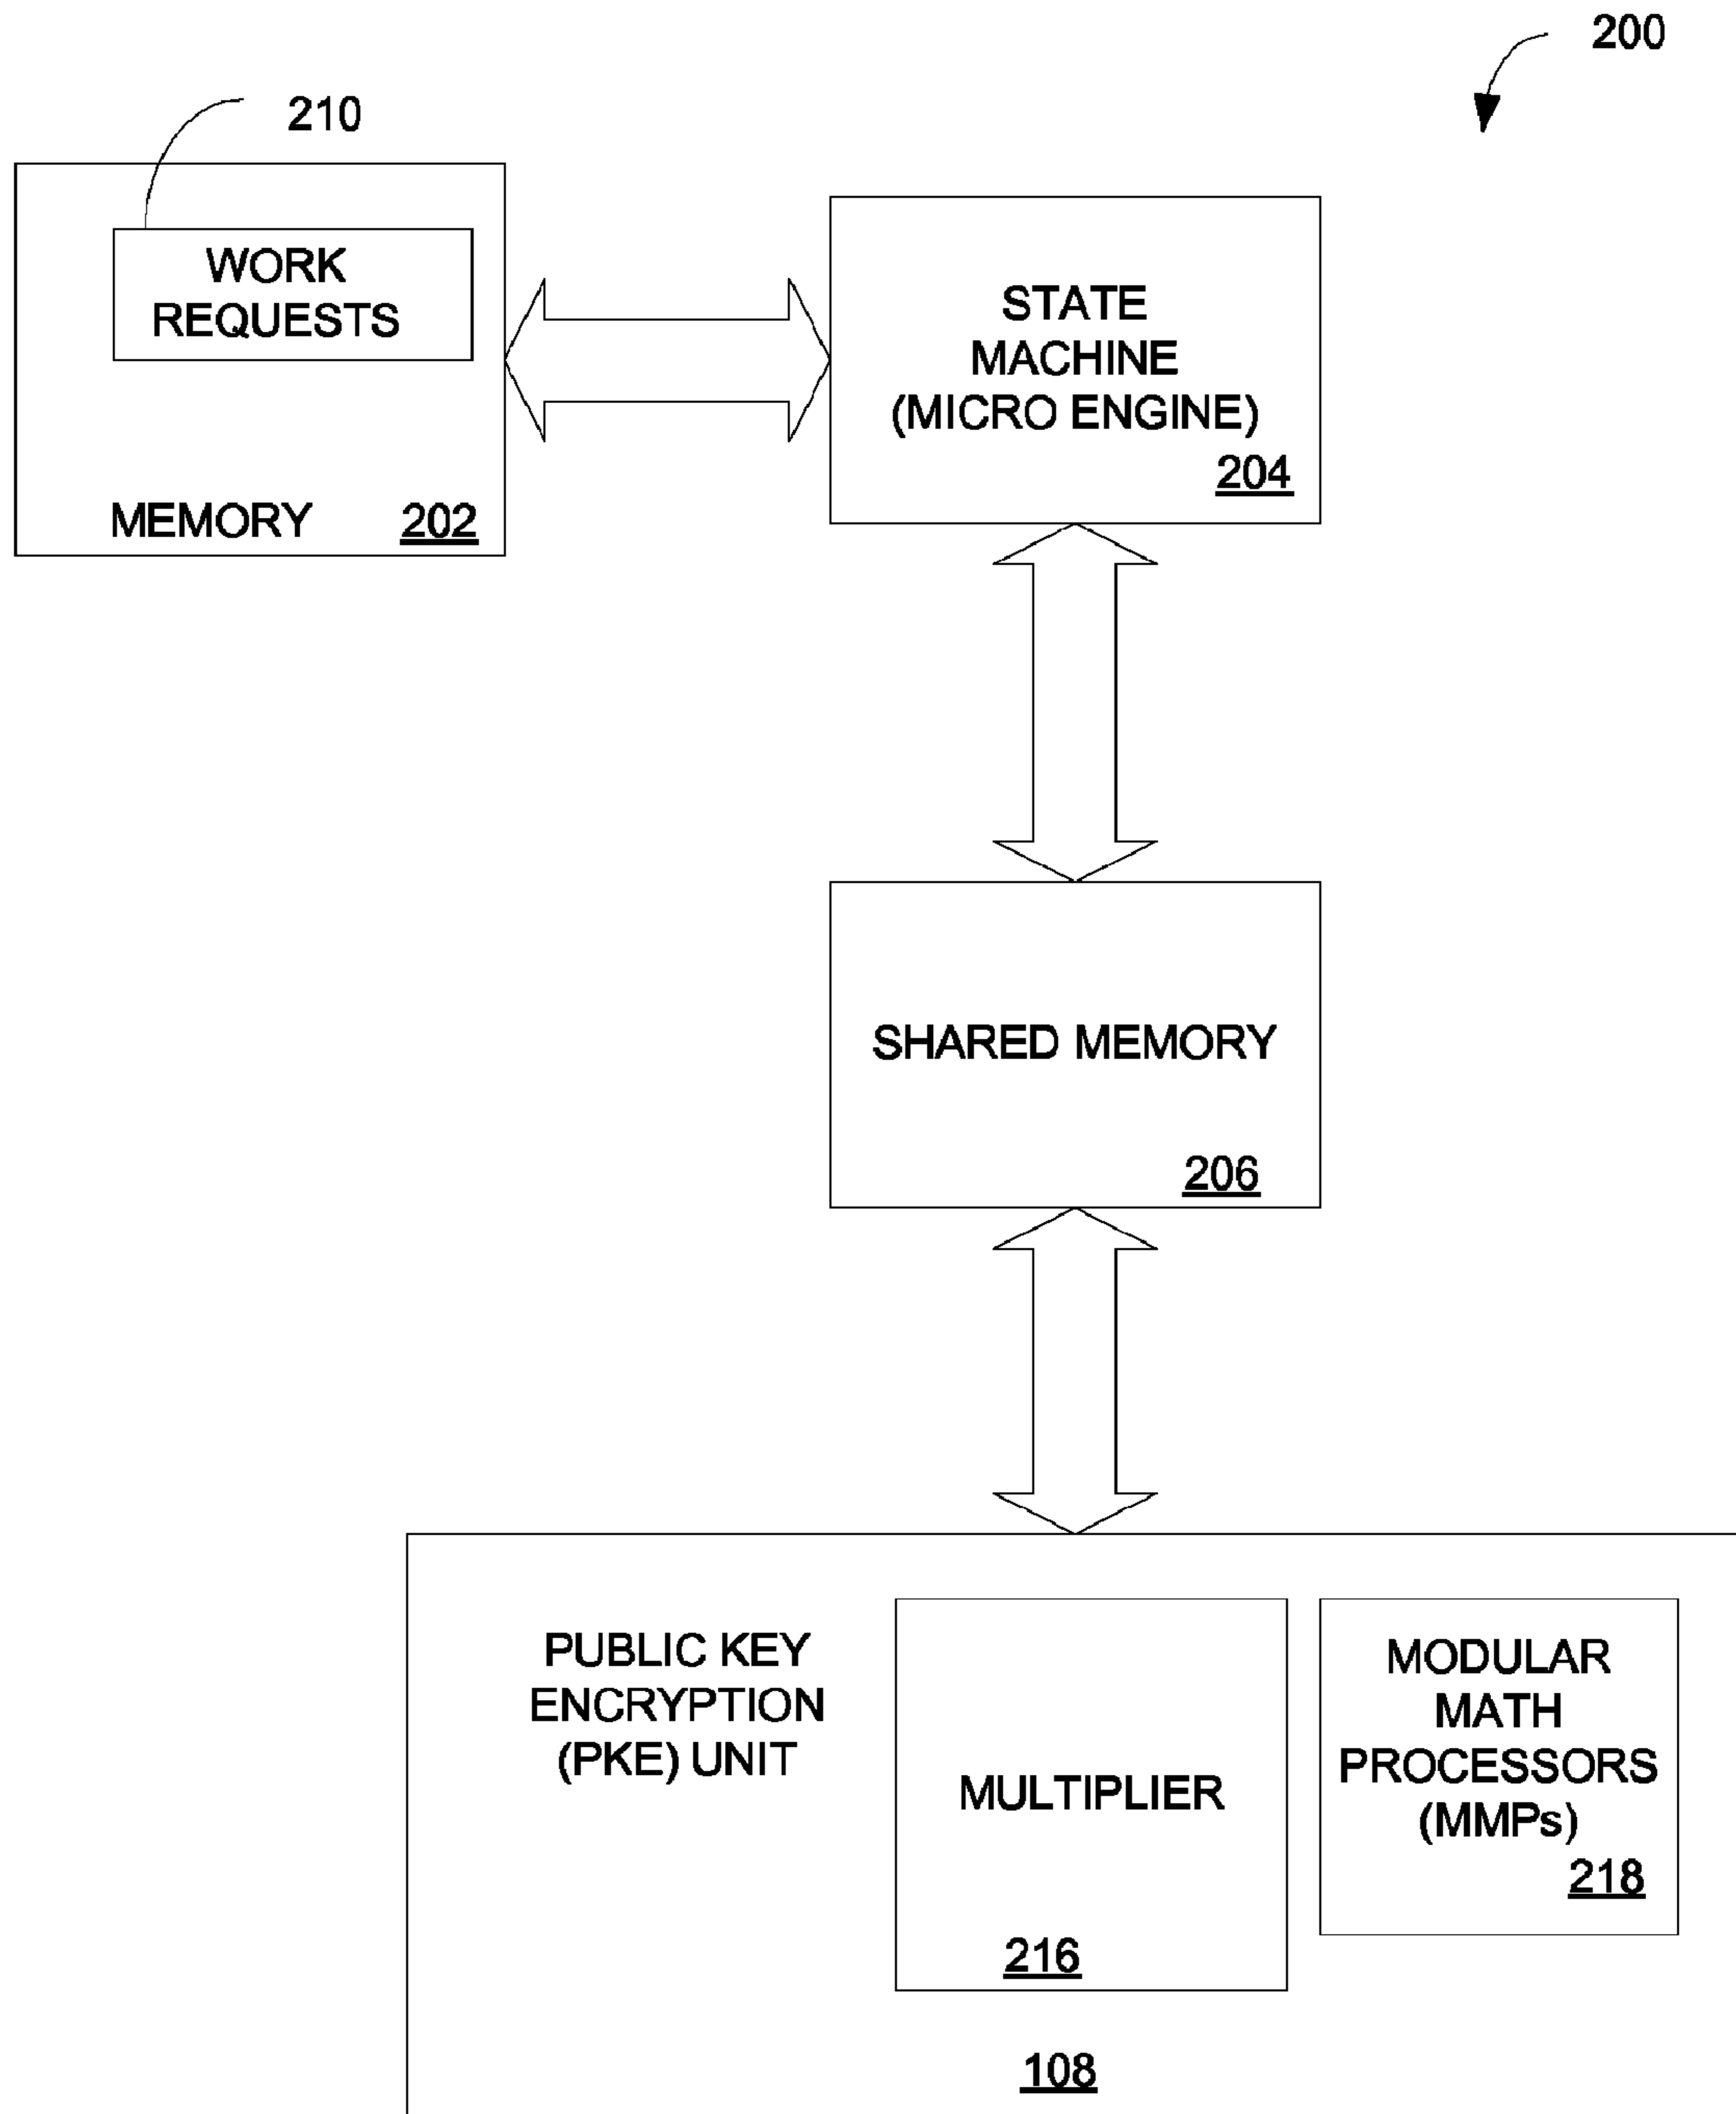 200
210
WORK
REQUESTS
MEMORY 202
STATE
MACHINE
(MICRO ENGINE)
204
SHARED MEMORY
206
PUBLIC KEY
ENCRYPTION
(PKE) UNIT
MULTIPLIER
216
MODULAR
MATH
PROCESSORS
(MMPs)
218
108